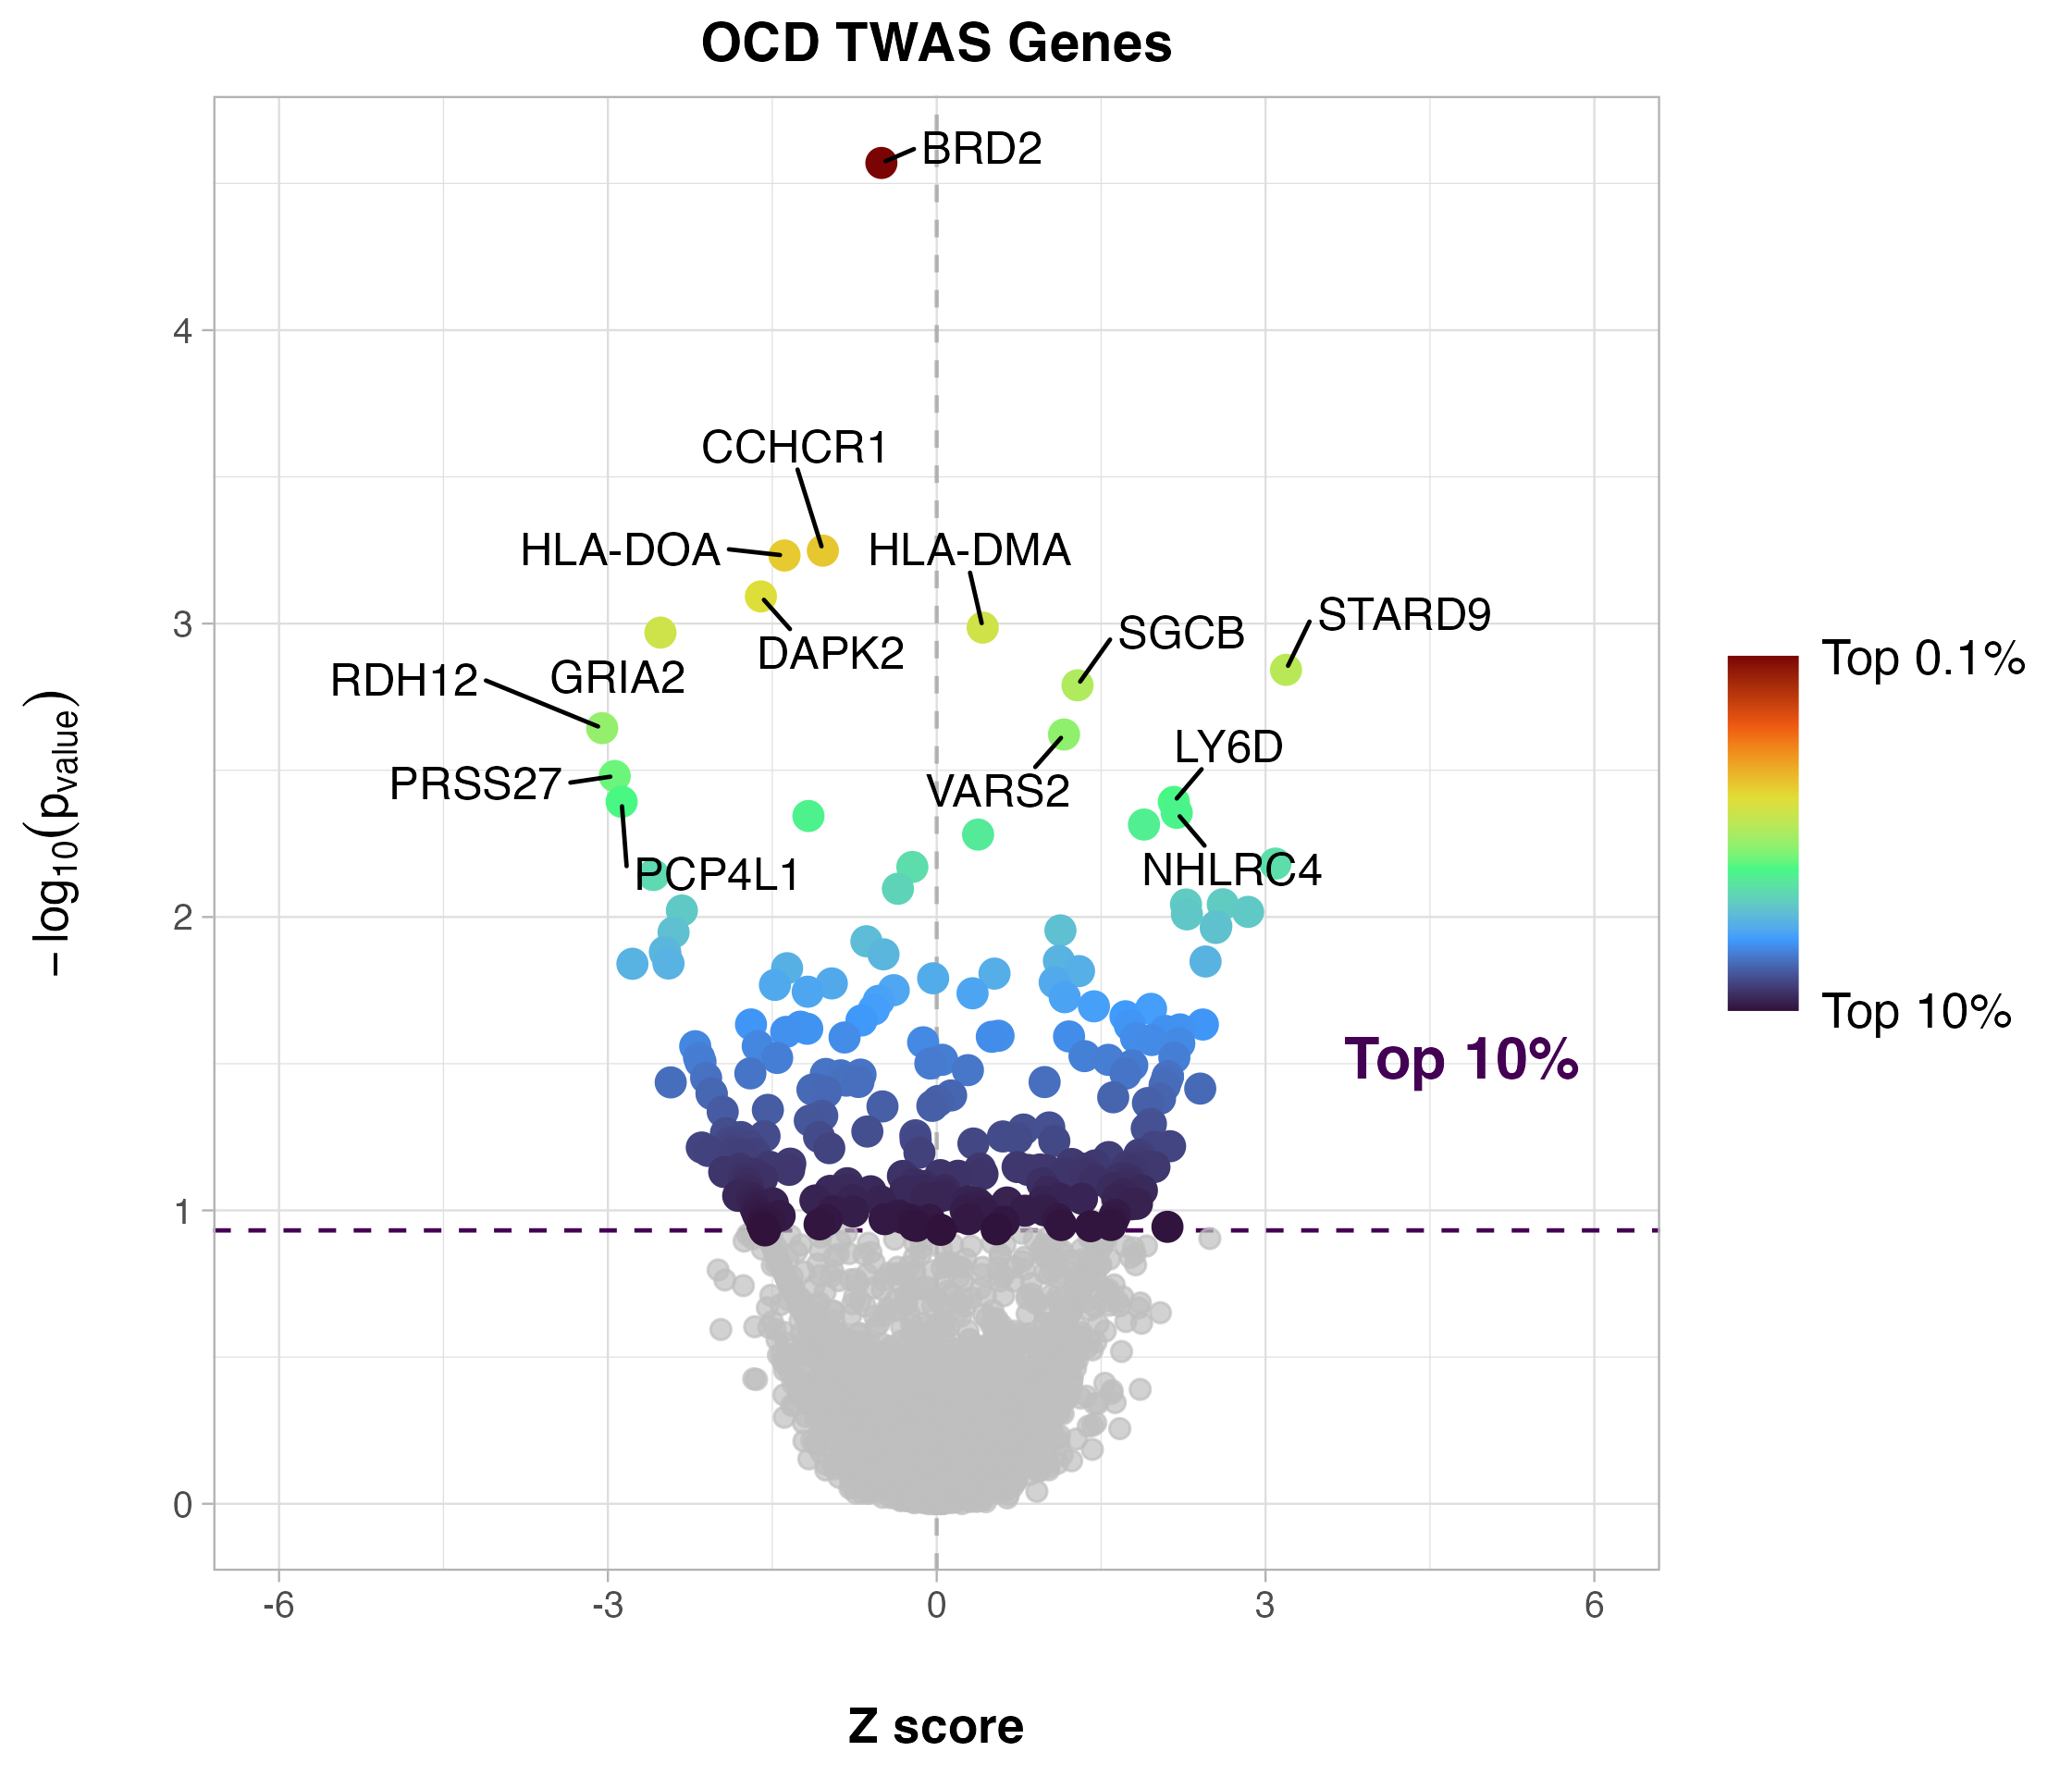 OCD TWAS Genes
BRD2
4
CCHCR1
HLA-DOA
HLA-DMA
3
STARD9
SGCB
DAPK2
GRIA2
RDH12
Top 0.1%
LY6D
PRSS27
VARS2
NHLRC4
PCP4L1
2
Top 10%
Top 10%
1
0
−log10(pvalue)
-6
-3
0
3
6
Z score